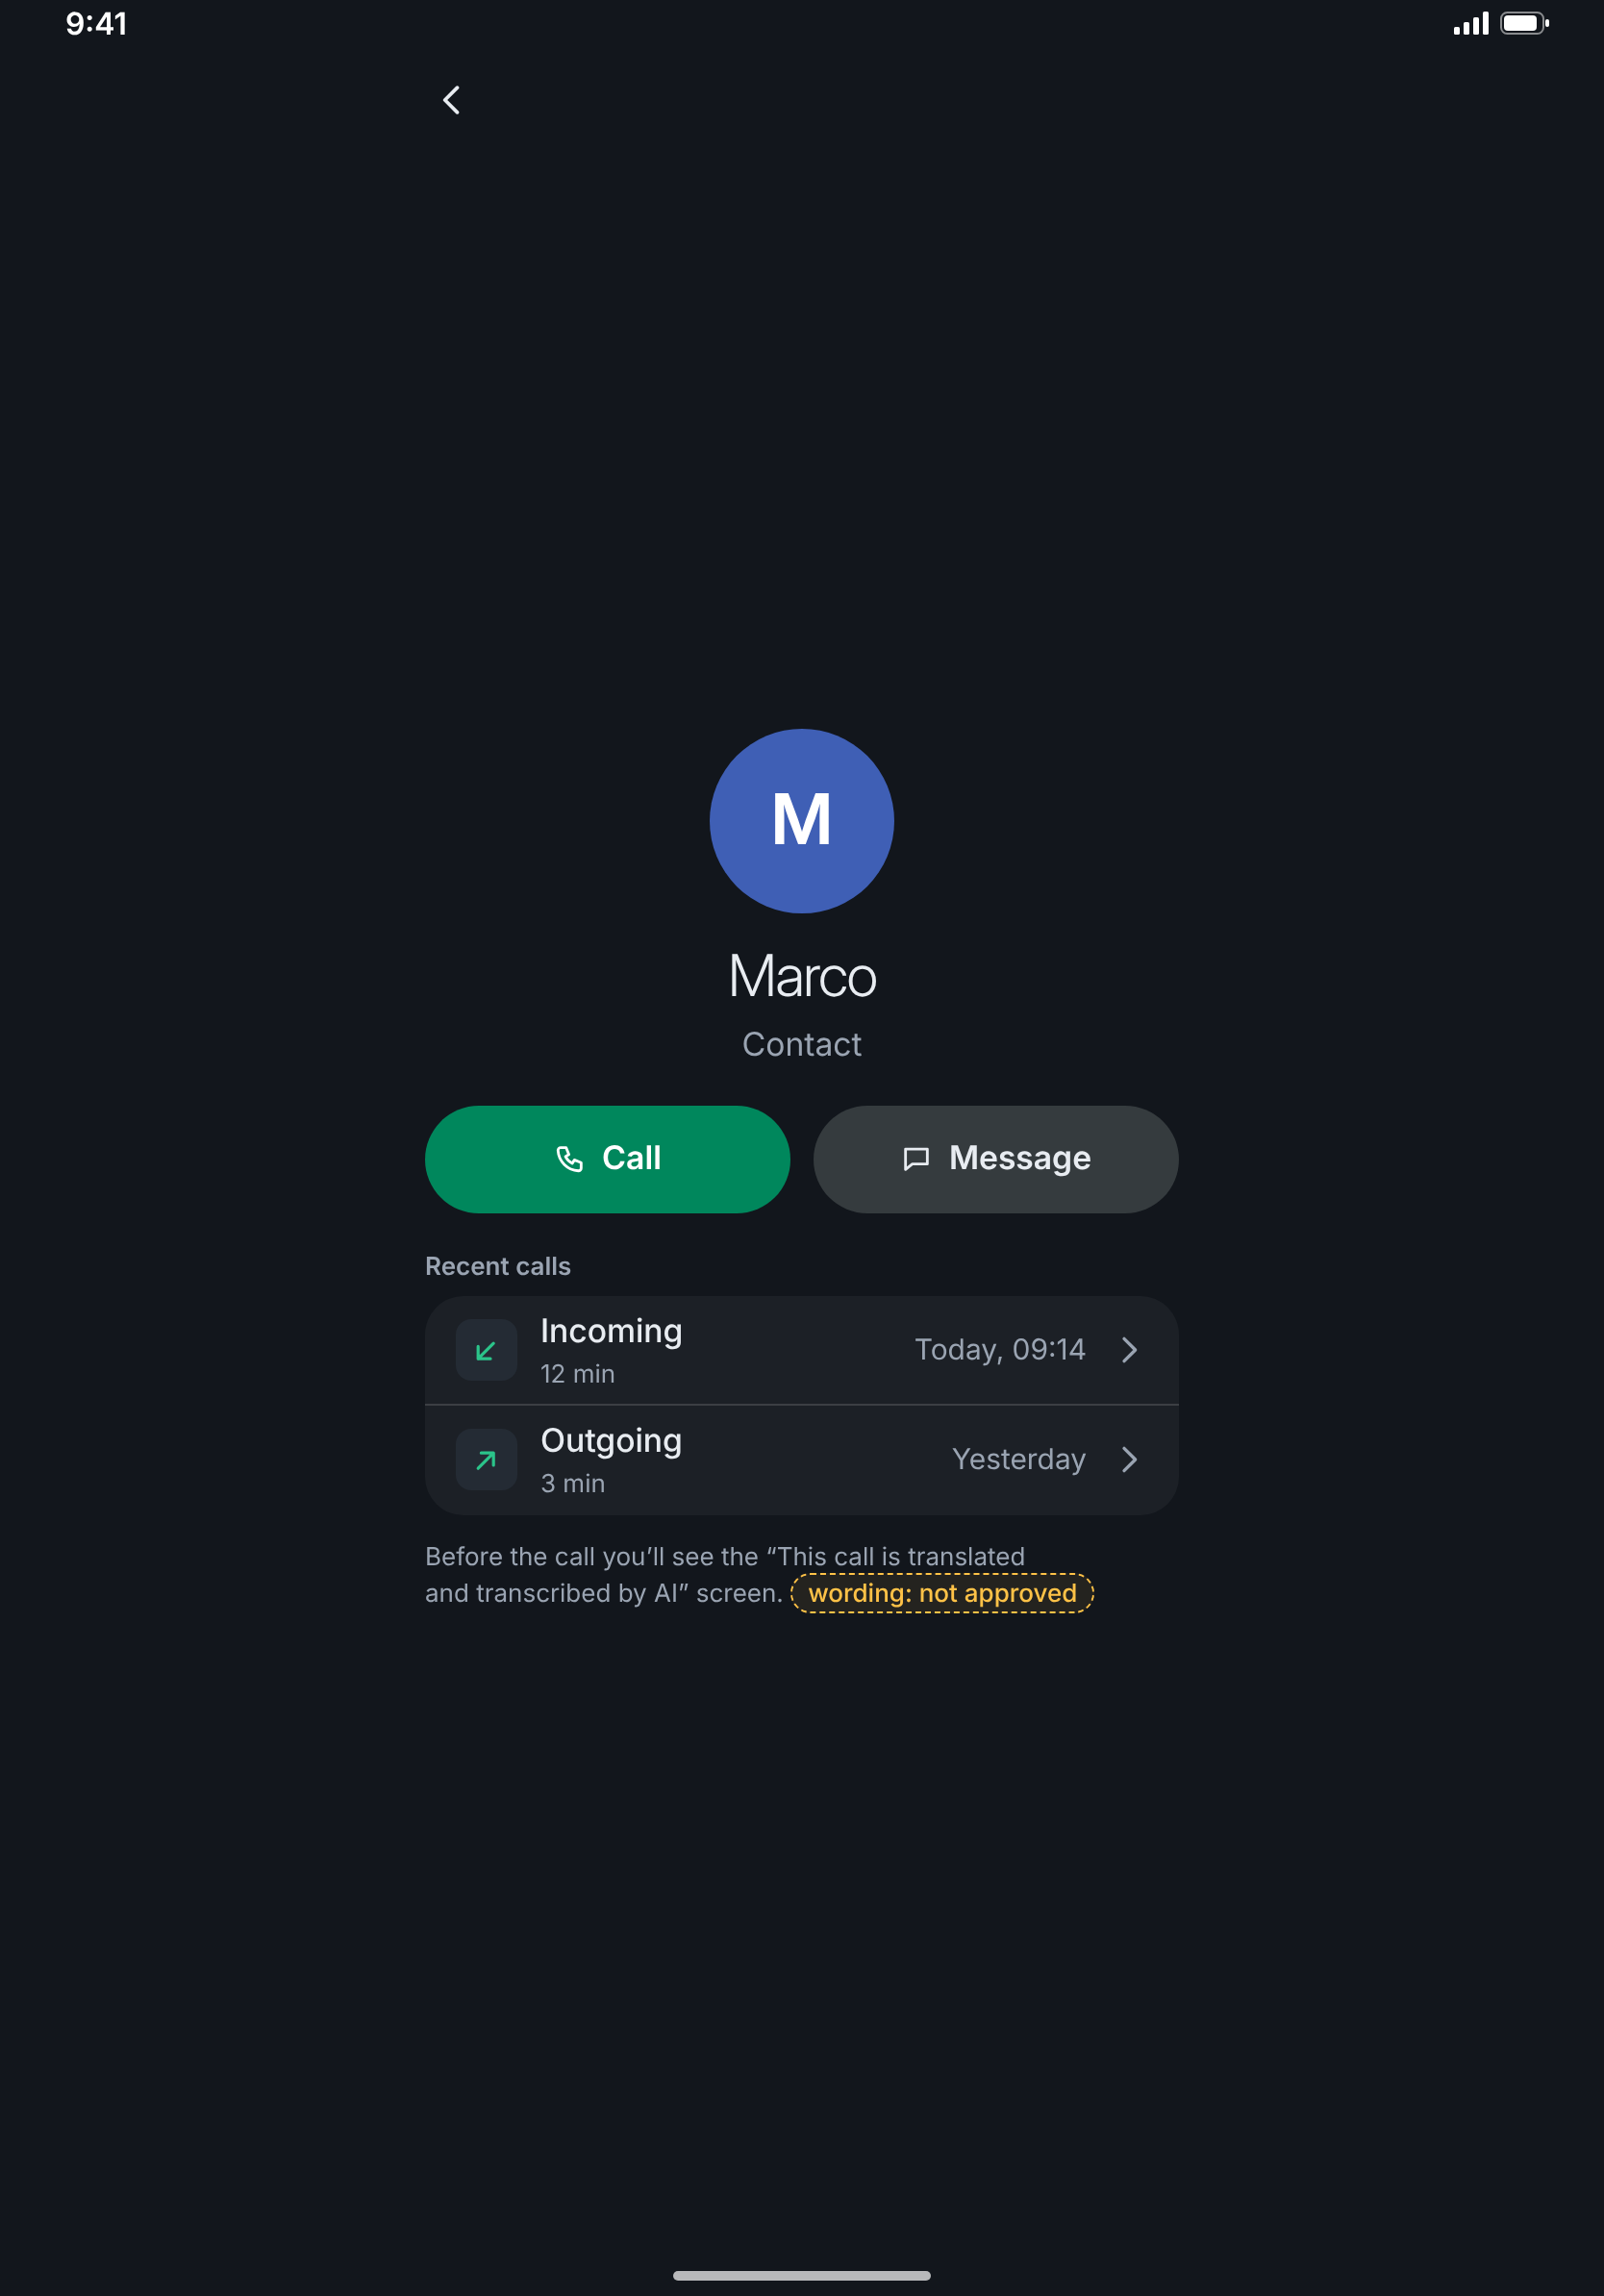 9:41
M
Marco
Contact
Call
Message
Recent calls
Incoming
12 min
Today, 09:14
Outgoing
3 min
Yesterday
Before the call you’ll see the “This call is translated
and transcribed by AI” screen. wording: not approved